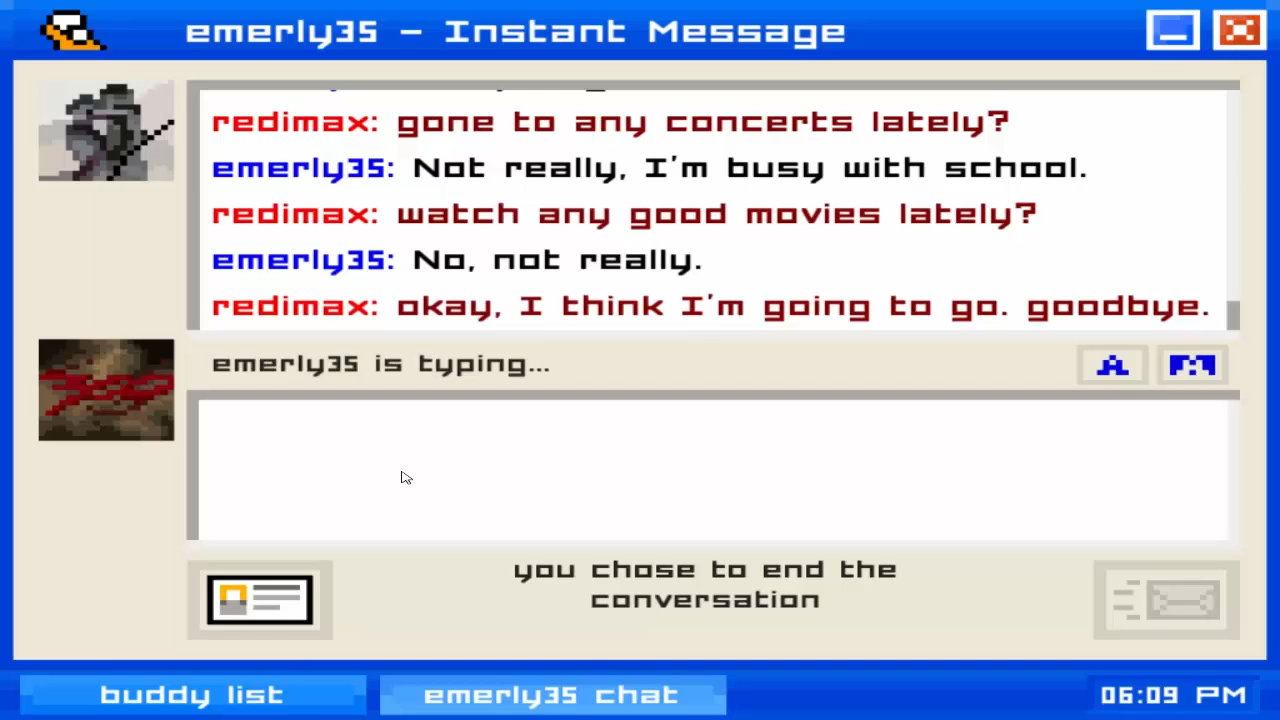 emerly35 - Instant Message
redimax: gone to any concerts lately?
emerly35: Not really, I'm busy with school.
redimax: watch any good movies lately?
emerly35: No, not really.
redimax: okay, I think I'm going to go. goodbye.
emerly35 is typing...
A
you chose to end the
conversation
buddy list
emerly35 chat
06:09 PM